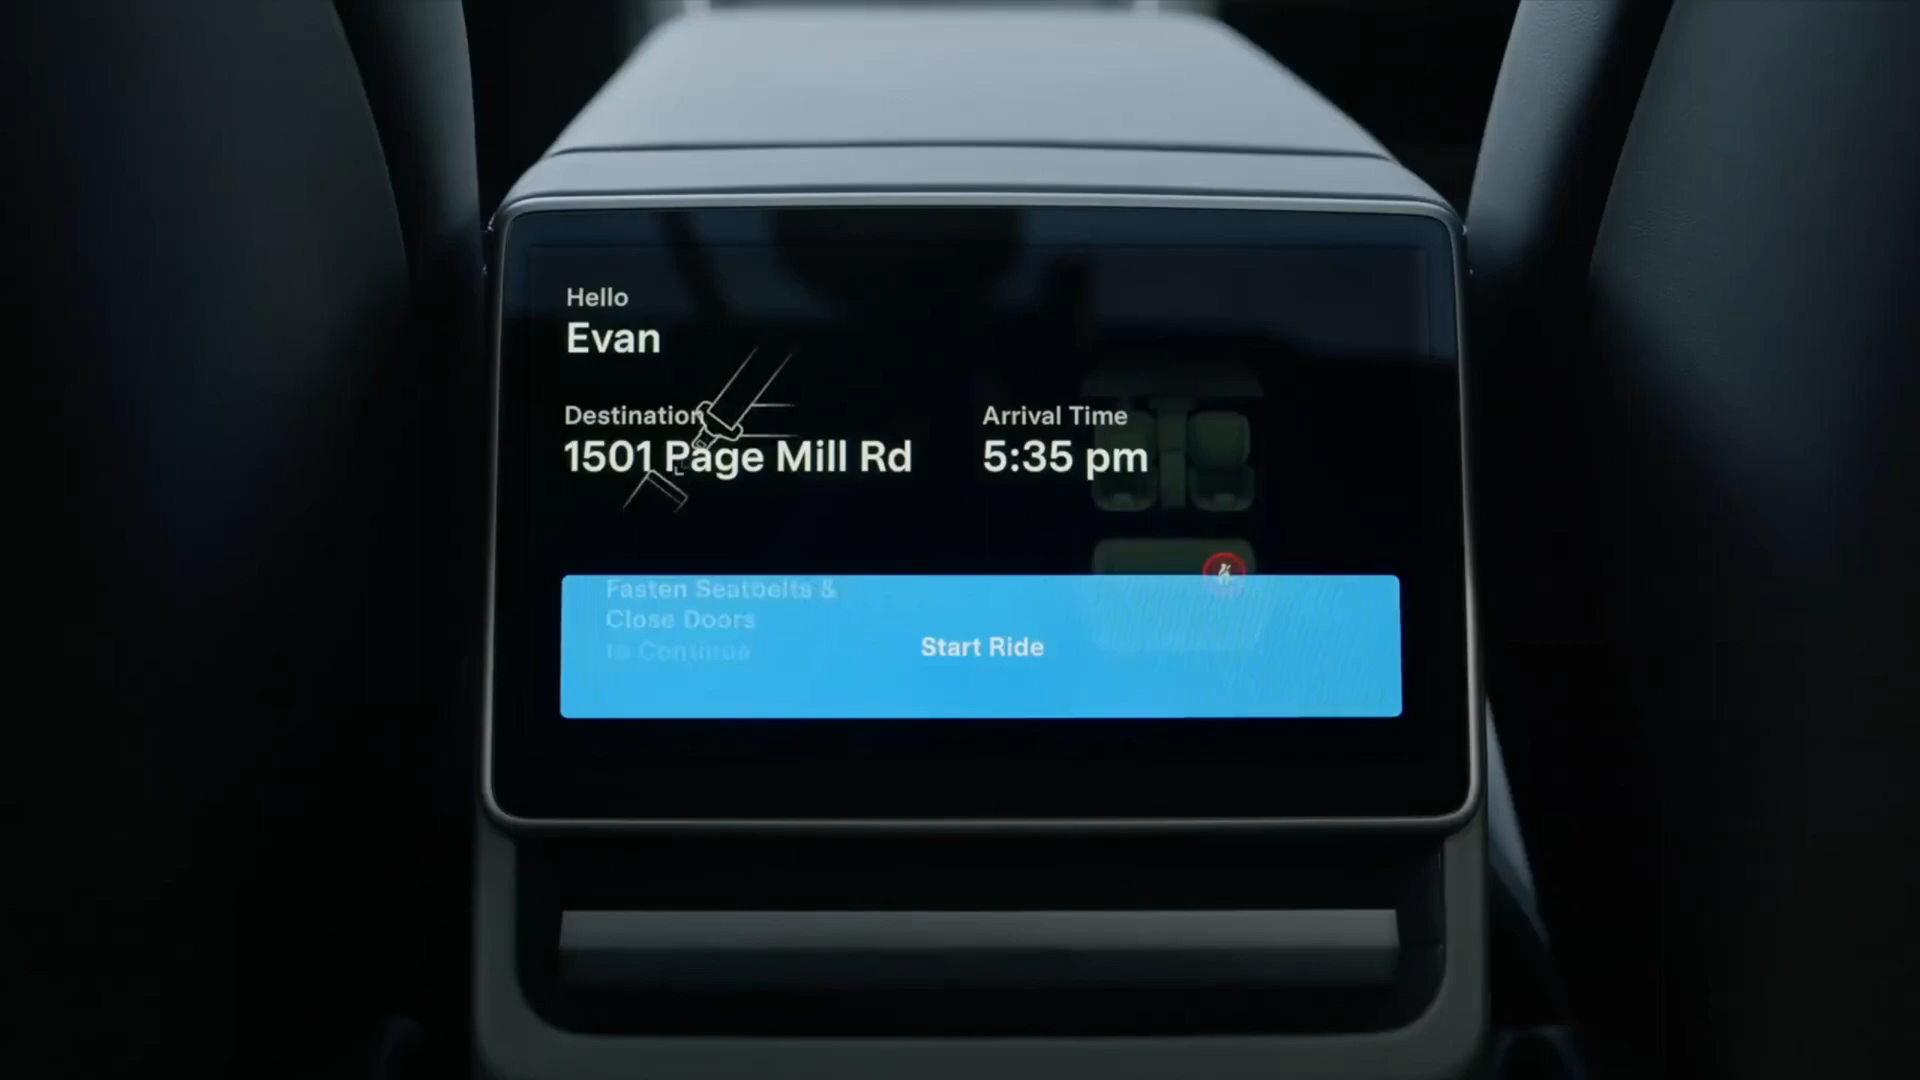 Hello
Evan
Destination
1501 Page Mill Rd
Arrival Time
5:35 pm
Fasten Seatbelts &
Close Doors
to Continue
Start Ride